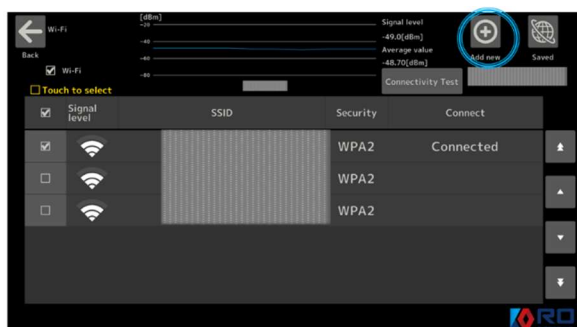 Wi-Fi
Back
Wi-Fi
Touch to select
[dBm]
-20
-40
-60
-80
Signal level
-49.0[dBm]
Average value
-48.70[dBm]
Connectivity Test
Add new
Saved
Signal level
SSID
Security
Connect
WPA2
Connected
WPA2
WPA2
RO